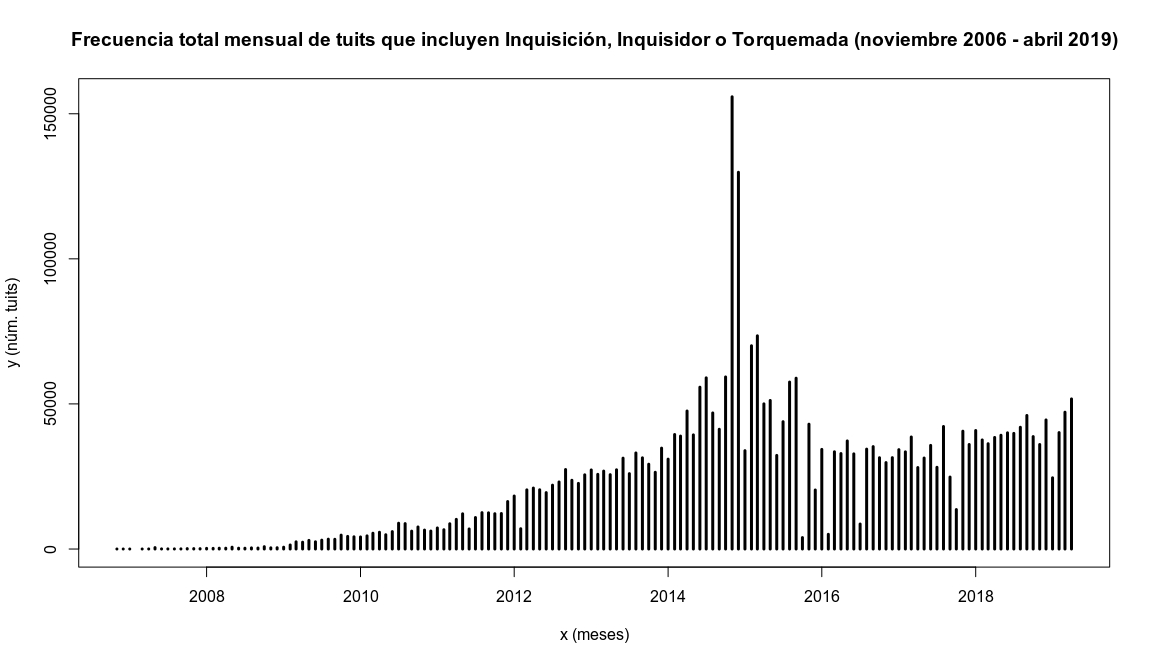 Frecuencia total mensual de tuits que incluyen Inquisición, Inquisidor o Torquemada (noviembre 2006 - abril 2019)
150000
100000
50000
0
y (núm. tuits)
2008 2010 2012 2014 2016 2018
x (meses)